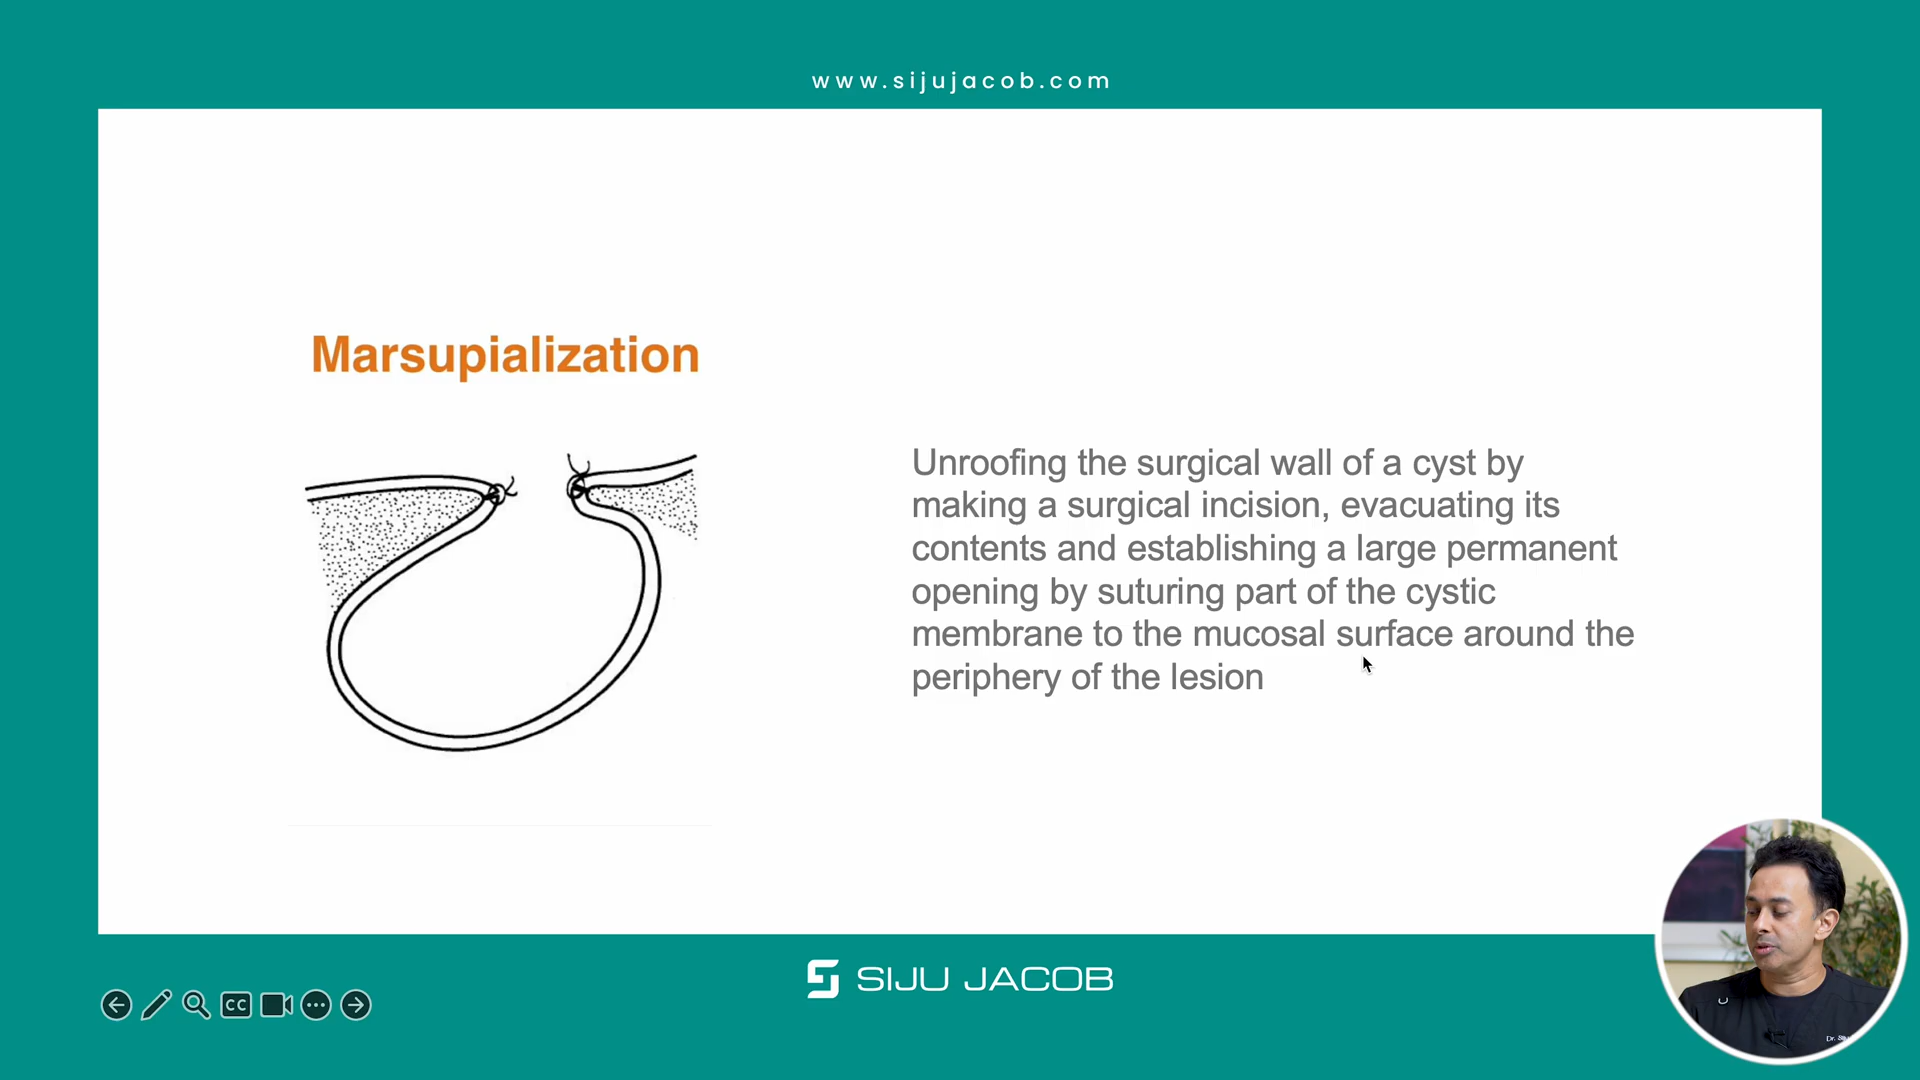 www.sijujacob.com
Marsupialization
Unroofing the surgical wall of a cyst by
making a surgical incision, evacuating its
contents and establishing a large permanent
opening by suturing part of the cystic
membrane to the mucosal surface around the
periphery of the lesion
SIJU JACOB
CC
Dr.